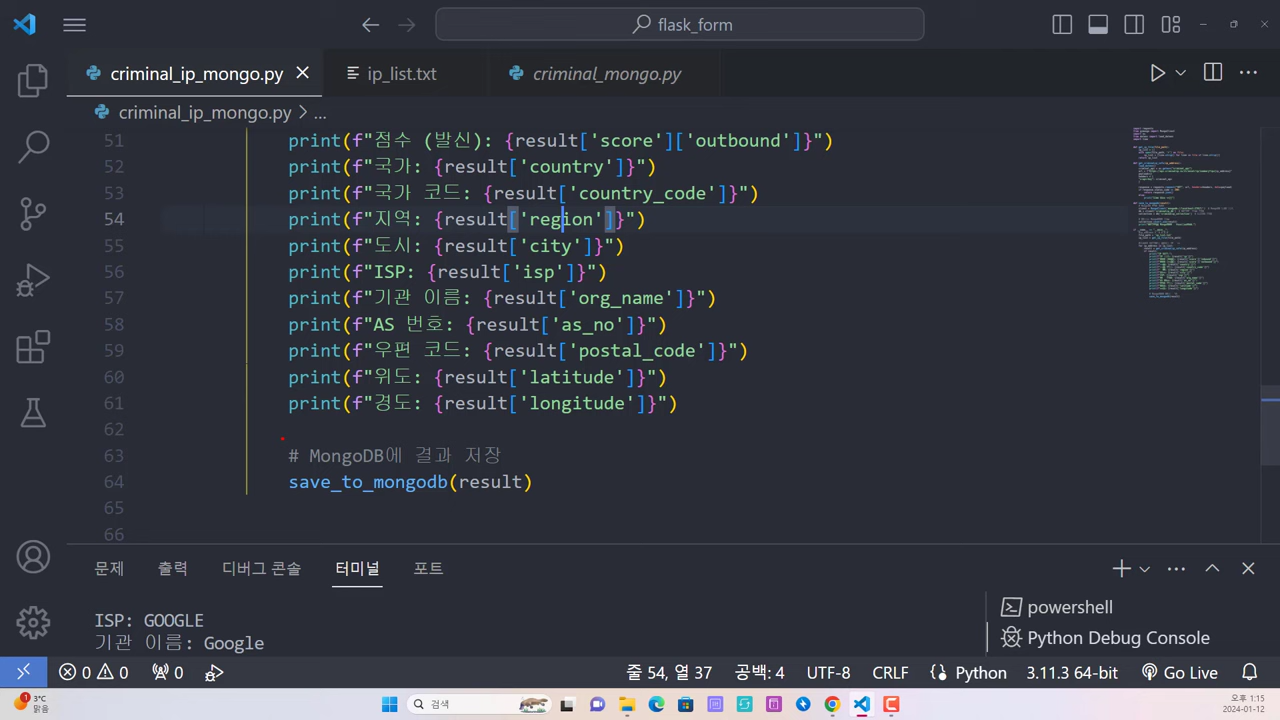 flask_form
criminal_ip_mongo.py
ip_list.txt
criminal_mongo.py
criminal_ip_mongo.py > ...
51 print(f"점수 (발신): {result['score']['outbound']}")
52 print(f"국가: {result['country']}")
53 print(f"국가 코드: {result['country_code']}")
54 print(f"지역: {result['region']}")
55 print(f"도시: {result['city']}")
56 print(f"ISP: {result['isp']}")
57 print(f"기관 이름: {result['org_name']}")
58 print(f"AS 번호: {result['as_no']}")
59 print(f"우편 코드: {result['postal_code']}")
60 print(f"위도: {result['latitude']}")
61 print(f"경도: {result['longitude']}")
62
63 # MongoDB에 결과 저장
64 save_to_mongodb(result)
65
66
문제 출력 디버그 콘솔 터미널 포트
ISP: GOOGLE
기관 이름: Google
powershell
Python Debug Console
0 0 0 줄 54, 열 37 공백: 4 UTF-8 CRLF Python 3.11.3 64-bit Go Live
1
3°C
맑음
검색
오후 1:15
2024-01-12